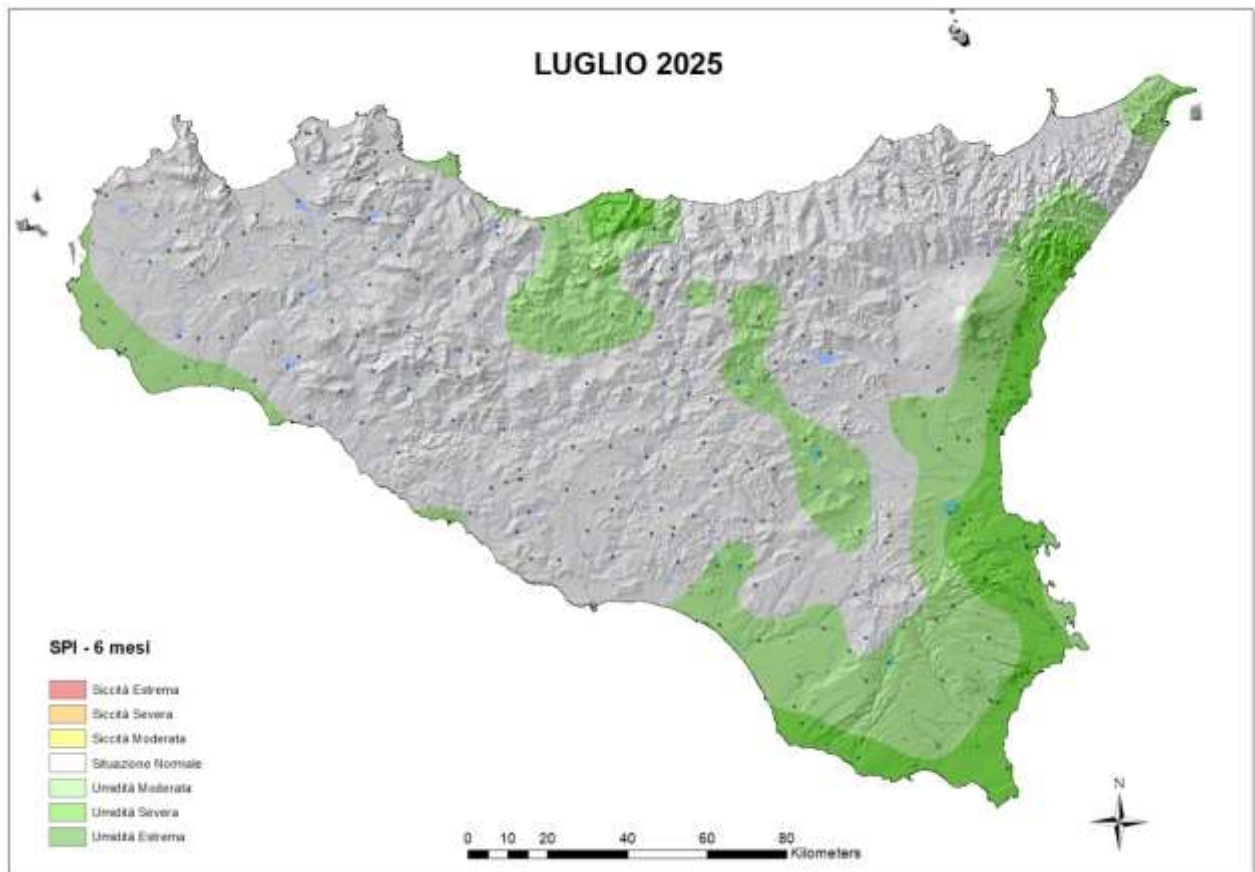 LUGLIO 2025
SPI - 6 mesi
Siccità Estrema
Siccità Severa
Siccità Moderata
Situazione Normale
Umidità Moderata
Umidità Severa
Umidità Estrema
N
0 10 20 40 60 80
Kilometers